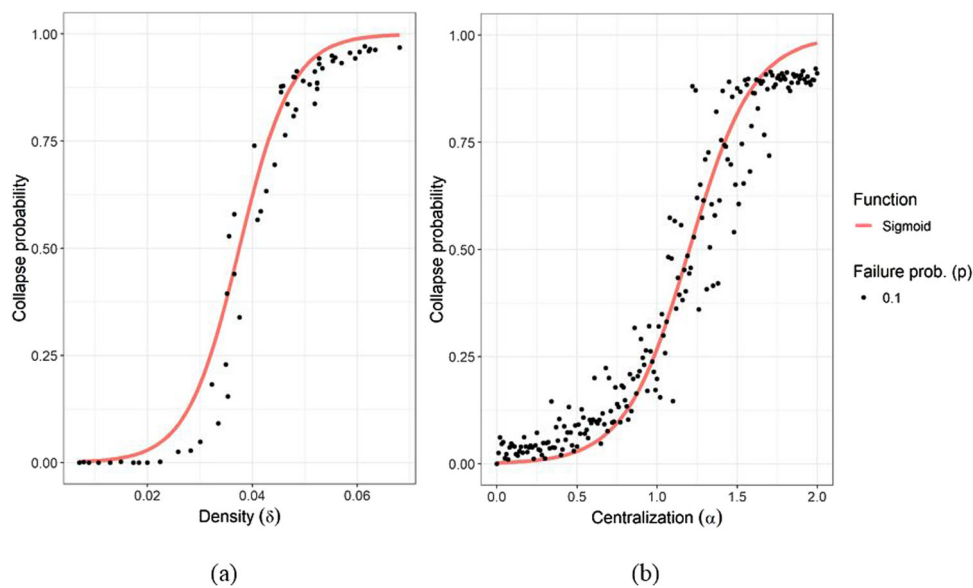 1.00
0.75
0.50
0.25
0.00
Collapse probability
0.02
0.04
0.06
Density (δ)
(a)
1.00
0.75
0.50
0.25
0.00
Collapse probability
0.0
0.5
1.0
1.5
2.0
Centralization (α)
(b)
Function
Sigmoid
Failure prob. (p)
0.1